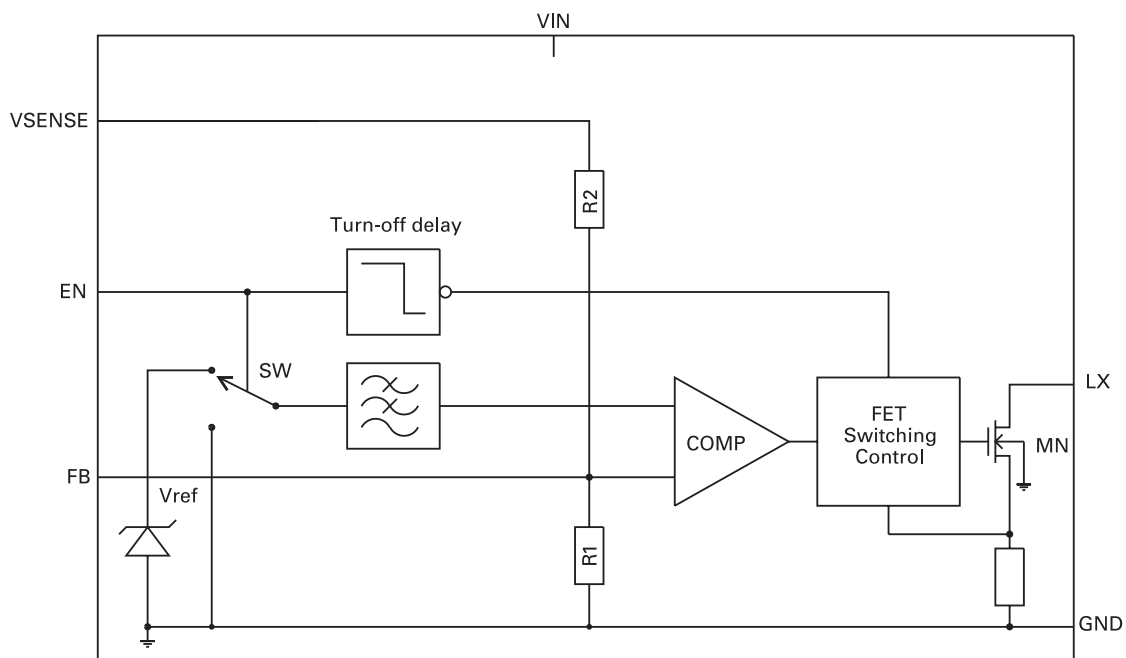 VIN
VSENSE
R2
Turn-off delay
EN
SW
LX
FET
Switching
Control
COMP
MN
FB
Vref
R1
GND